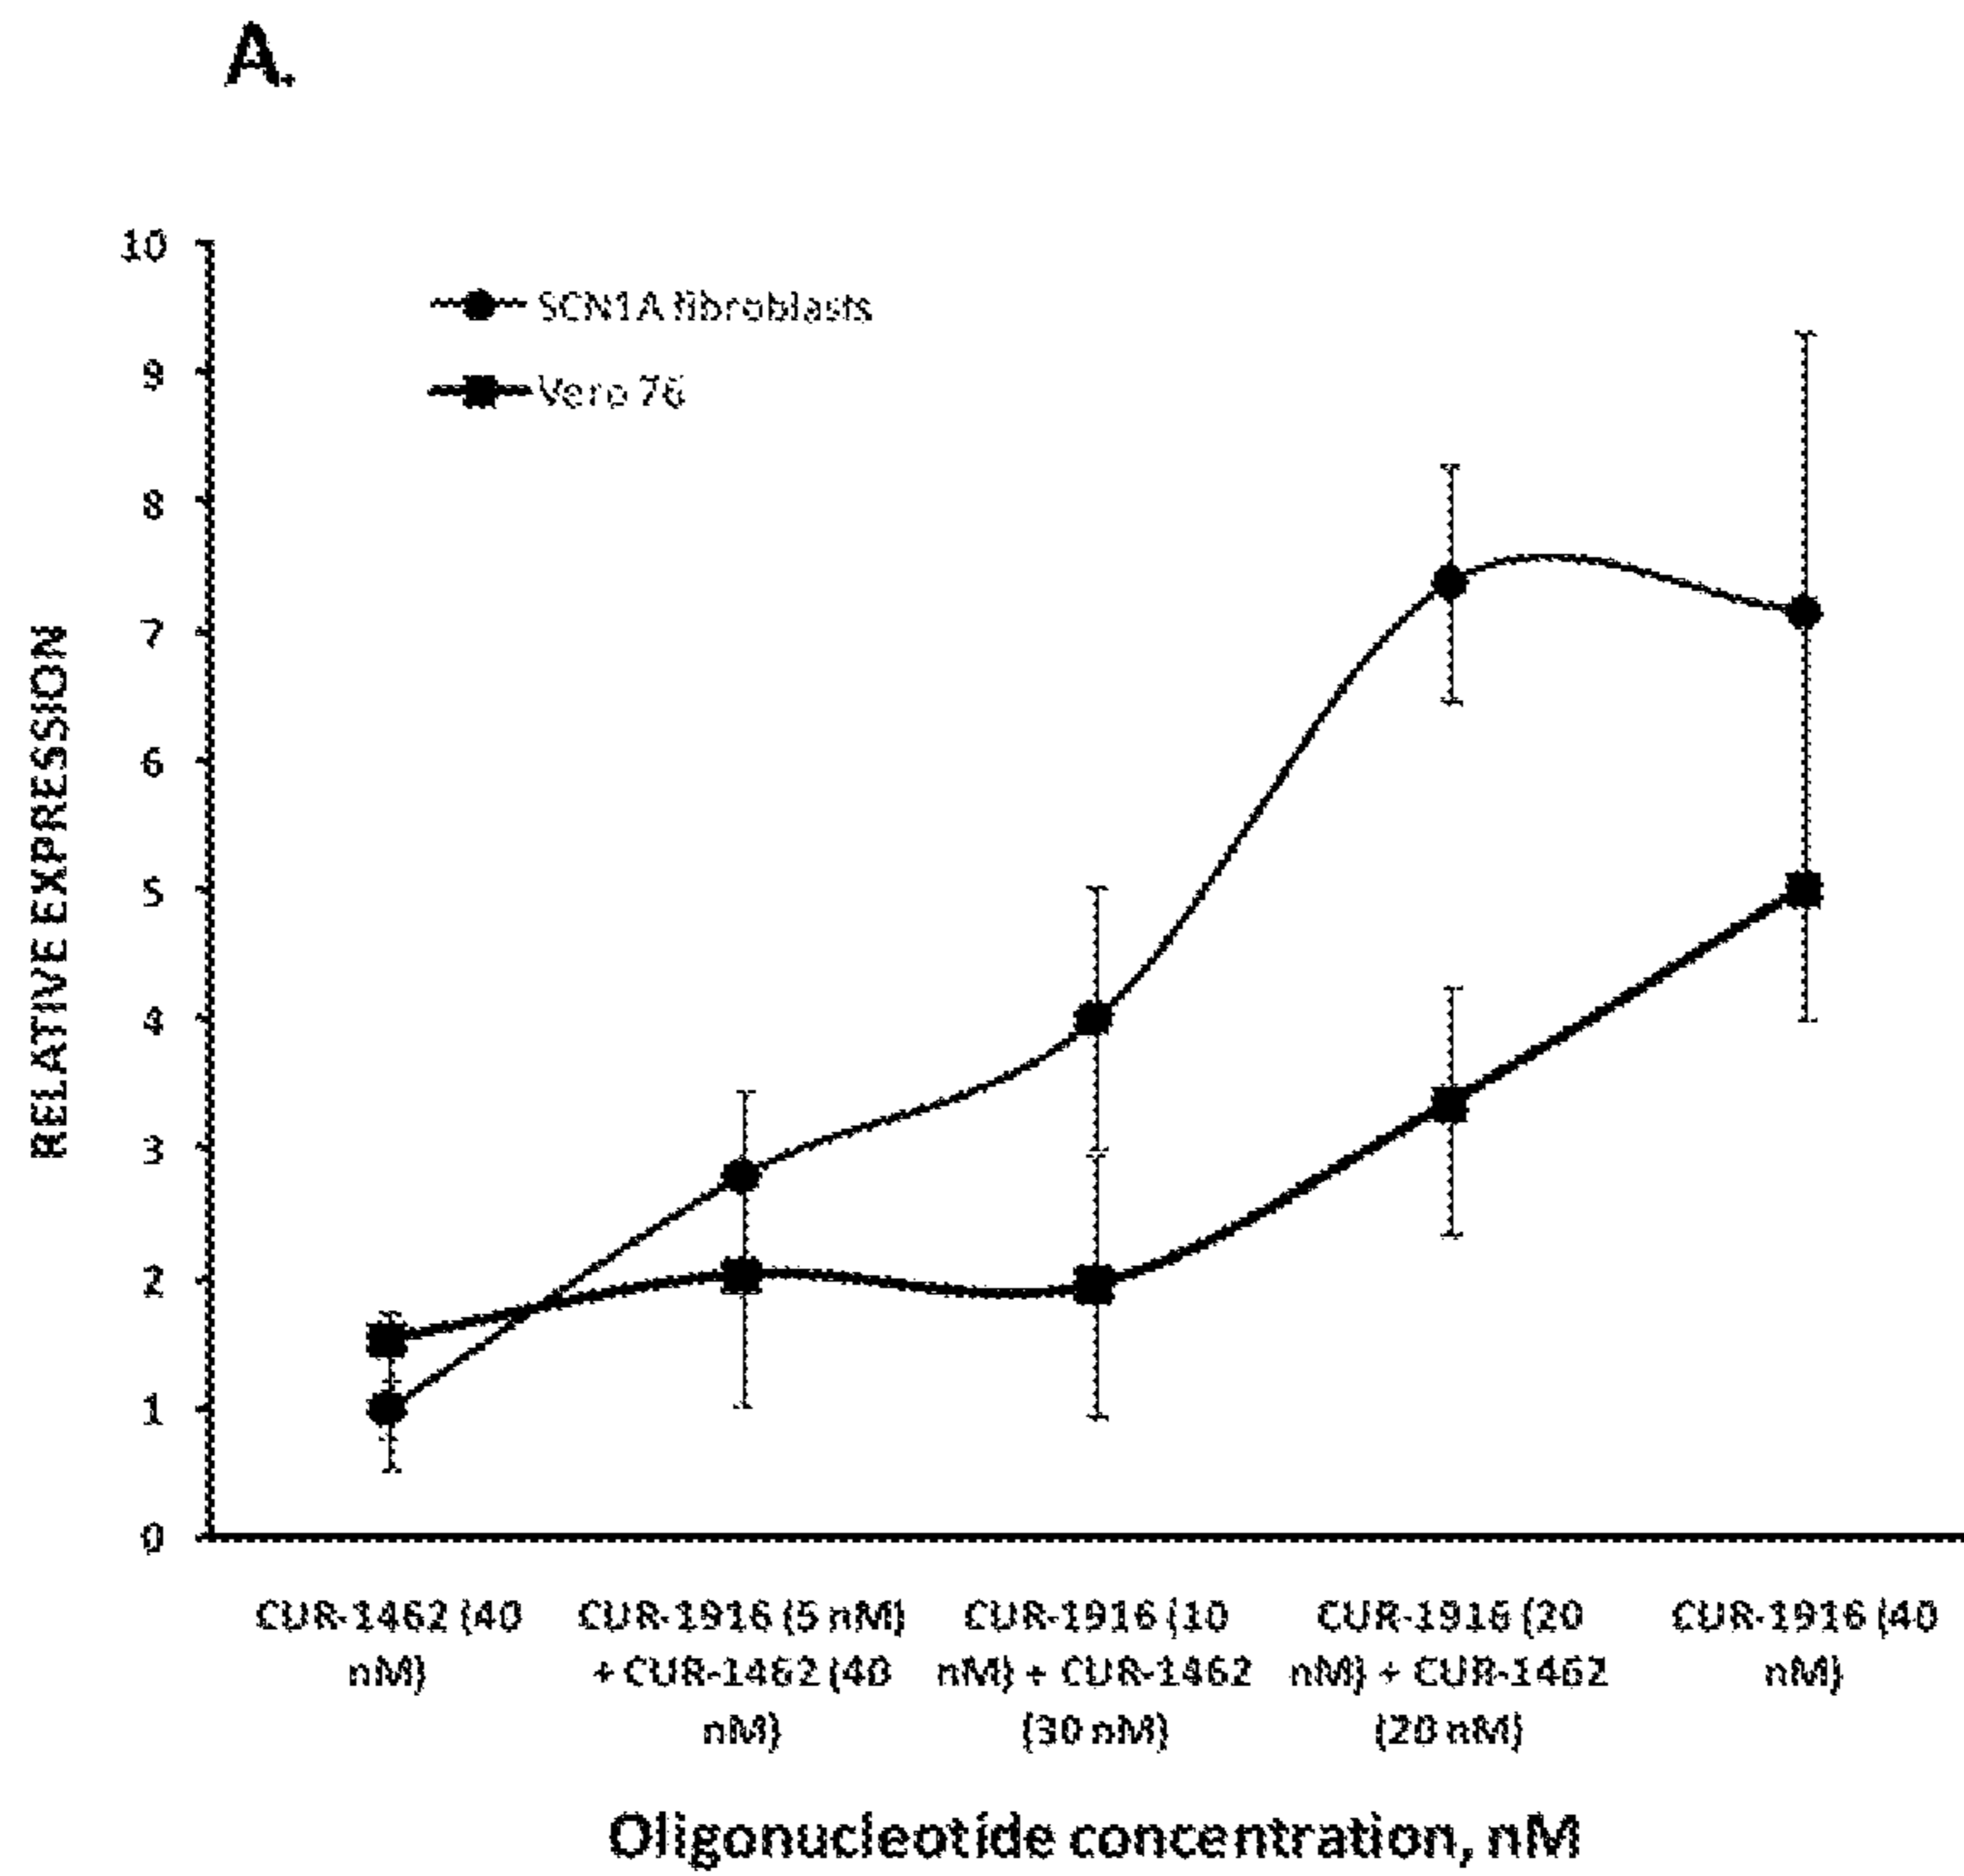 A.
10
9
8
7
6
5
4
3
2
1
0
RELATIVE EXPRESSION
SCN1A fibroblasts
Vero 76
CUR-1462 (40
nM)
CUR-1916 (5 nM)
+ CUR-1462 (40
nM)
CUR-1916 (10
nM) + CUR-1462
(30 nM)
CUR-1916 (20
nM) + CUR-1462
(20 nM)
CUR-1916 (40
nM)
Oligonucleotide concentration, nM